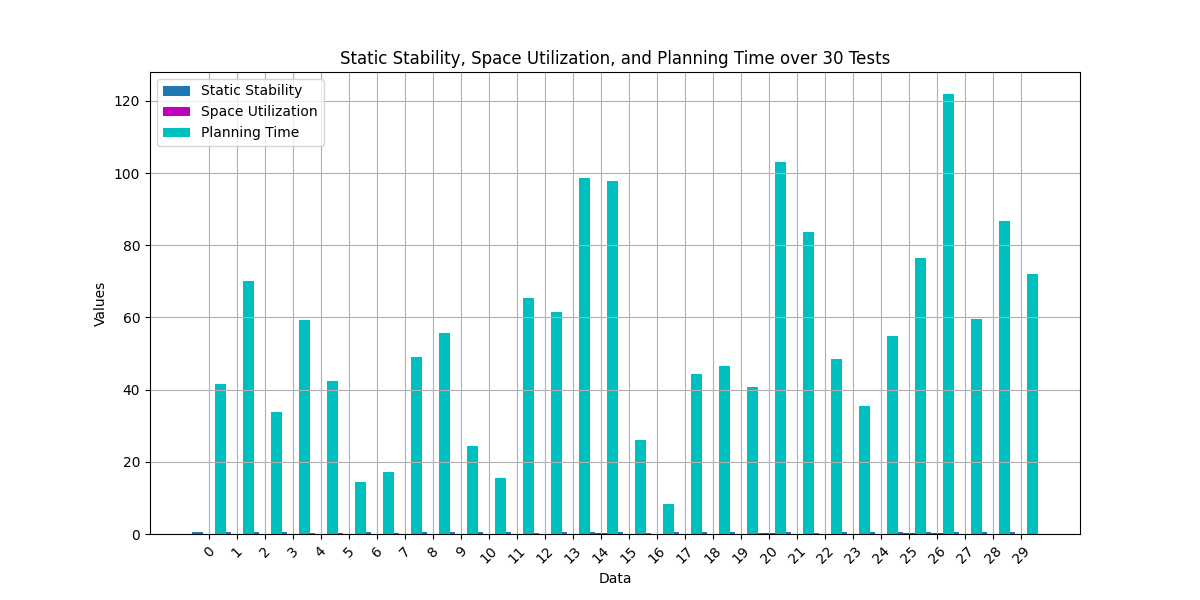 Static Stability, Space Utilization, and Planning Time over 30 Tests
Static Stability
Space Utilization
Planning Time
120
100
80
60
40
20
0
Values
0 1 2 3 4 5 6 7 8 9 10 11 12 13 14 15 16 17 18 19 20 21 22 23 24 25 26 27 28 29
Data